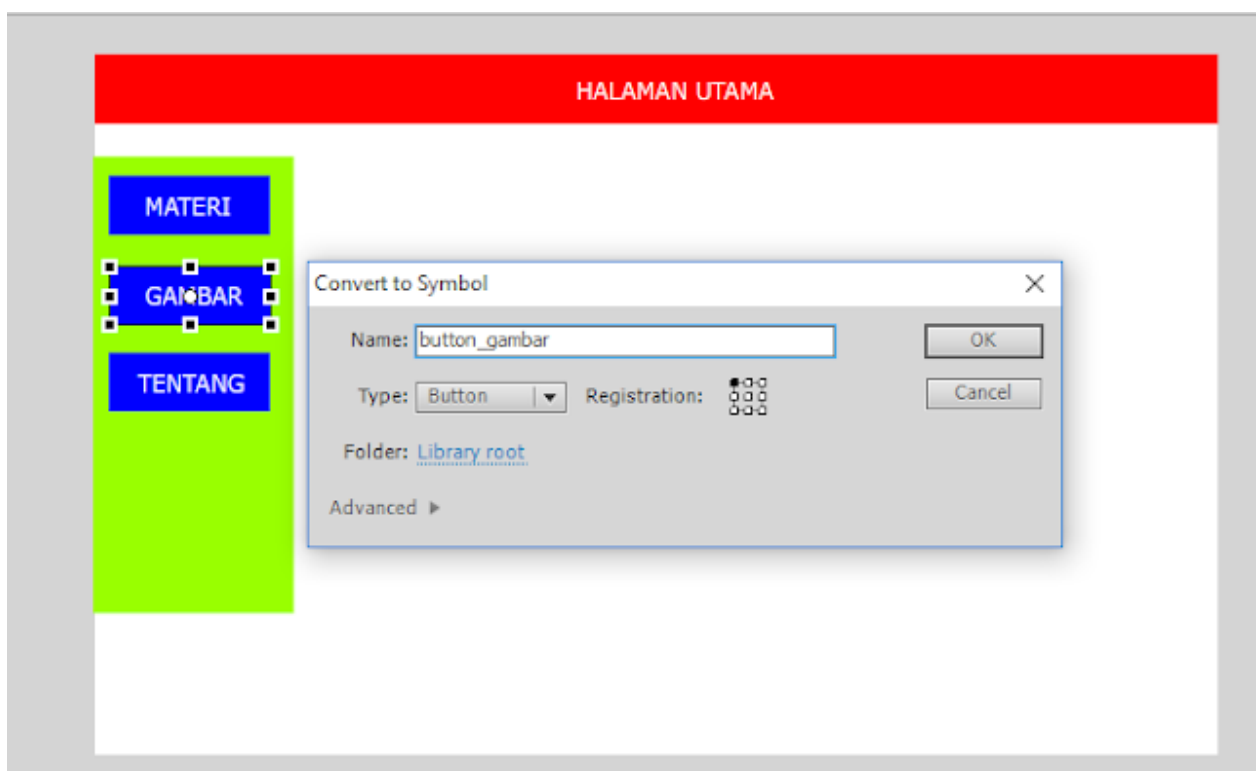 HALAMAN UTAMA
MATERI
GAMBAR
TENTANG
Convert to Symbol
Name: button_gambar
OK
Type: Button Registration:
Cancel
Folder: Library root
Advanced